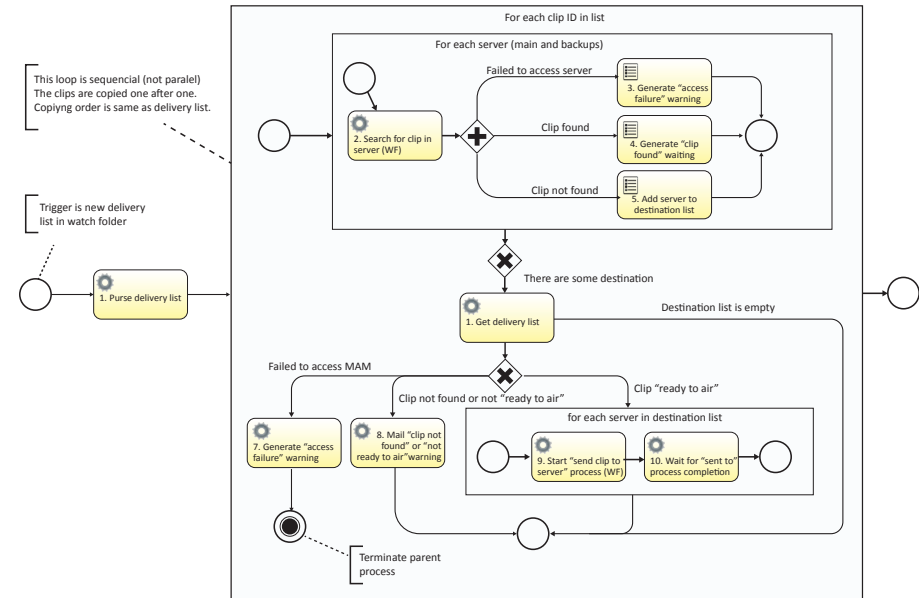 For each clip ID in list
For each server (main and backups)
This loop is sequencial (not paralel)
The clips are copied one after one.
Copiyng order is same as delivery list.
Failed to access server
3. Generate “access
failure” warning
2. Search for clip in
server (WF)
Clip found
4. Generate “clip
found” waiting
Clip not found
5. Add server to
destination list
Trigger is new delivery
list in watch folder
There are some destination
1. Purse delivery list
1. Get delivery list
Destination list is empty
Failed to access MAM
Clip not found or not “ready to air”
Clip “ready to air”
for each server in destination list
7. Generate “access
failure” warning
8. Mail “clip not
found” or “not
ready to air”warning
9. Start “send clip to
server” process (WF)
10. Wait for “sent to”
process completion
Terminate parent
process